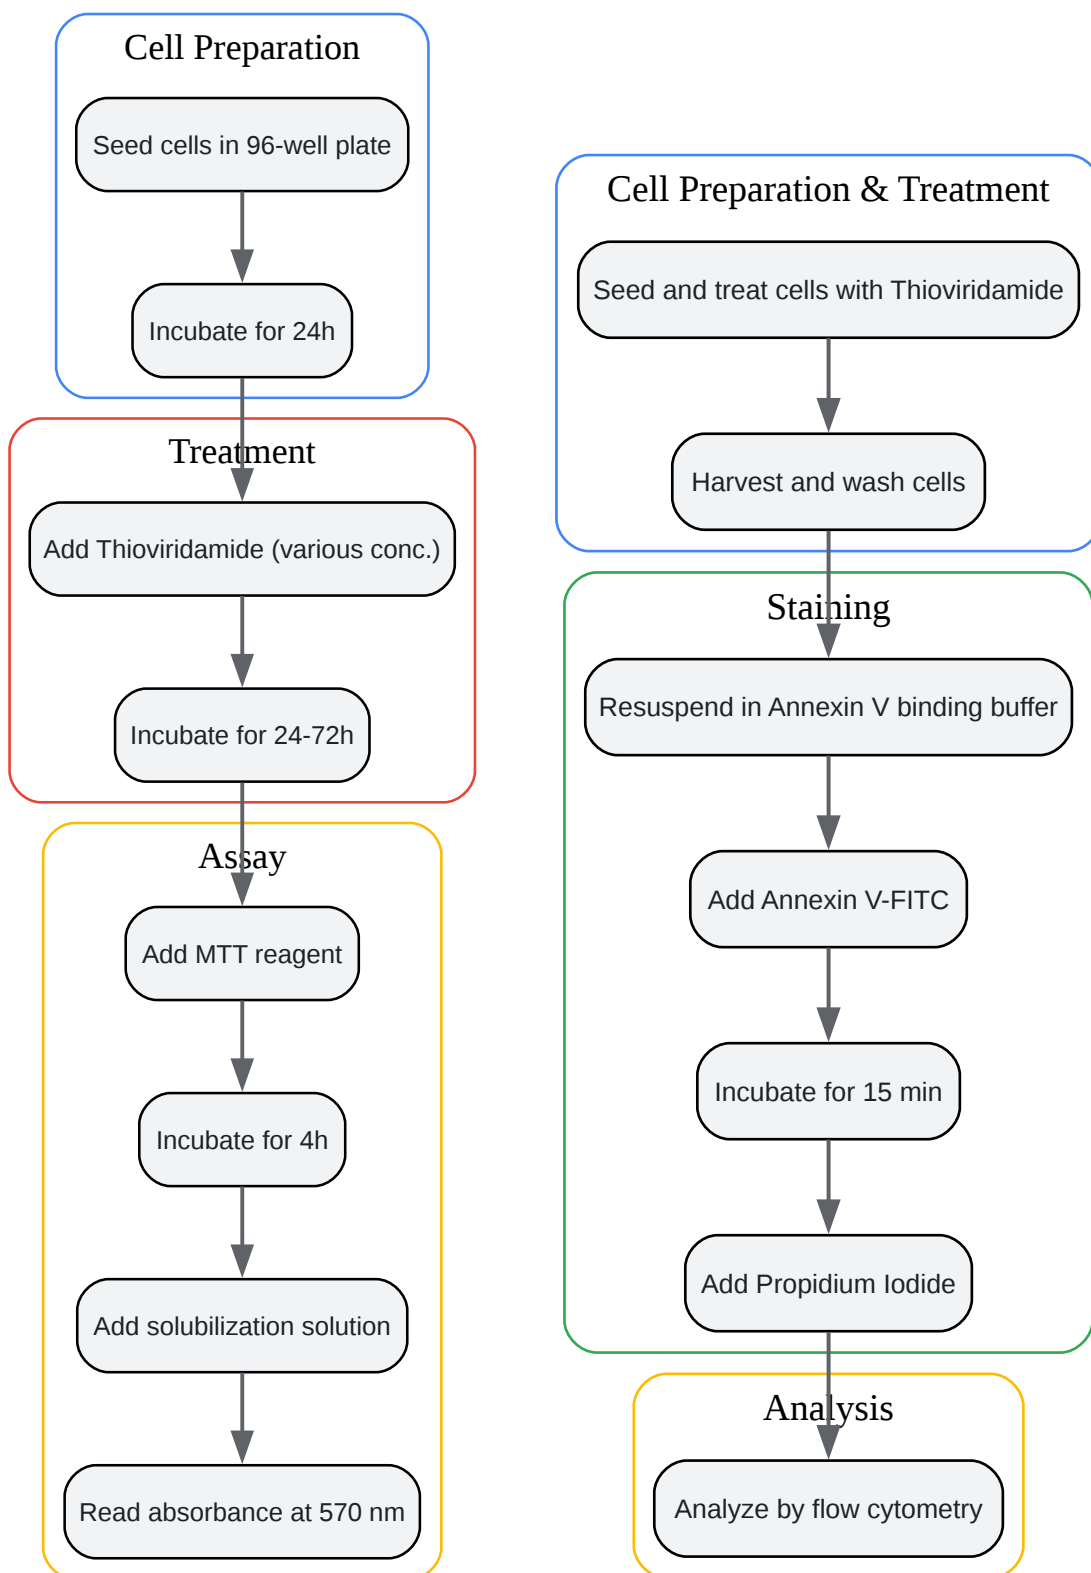 Cell Preparation
Seed cells in 96-well plate
Incubate for 24h
Treatment
Add Thioviridamide (various conc.)
Incubate for 24-72h
Assay
Add MTT reagent
Incubate for 4h
Add solubilization solution
Read absorbance at 570 nm
Cell Preparation & Treatment
Seed and treat cells with Thioviridamide
Harvest and wash cells
Staining
Resuspend in Annexin V binding buffer
Add Annexin V-FITC
Incubate for 15 min
Add Propidium Iodide
Analysis
Analyze by flow cytometry